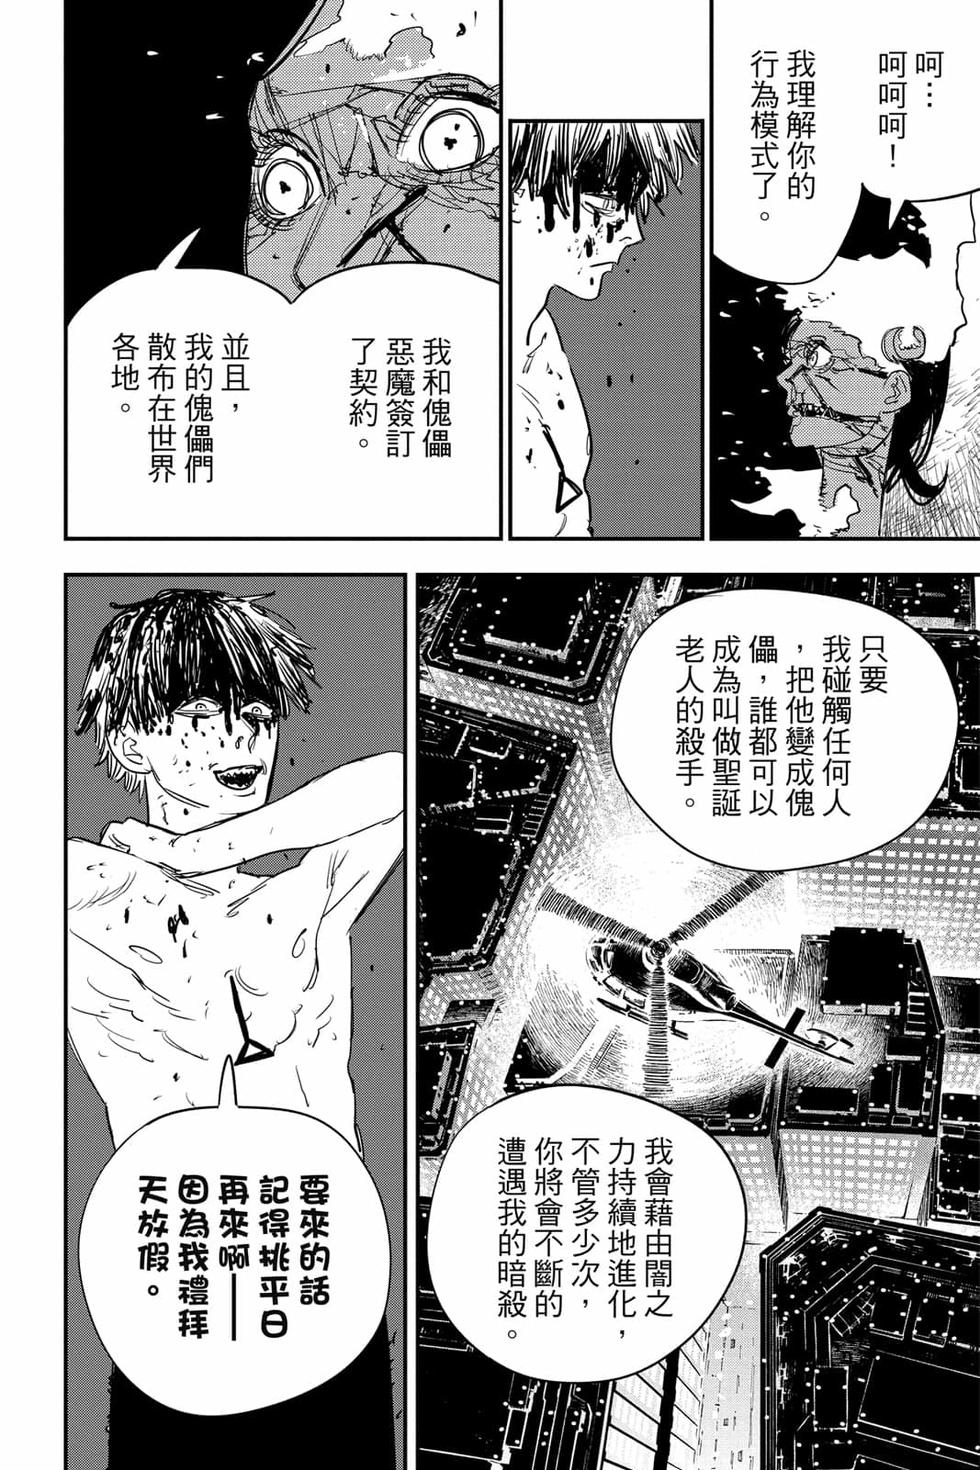 呵…
呵呵呵！
我理解你的
行為模式了。
我和傀儡
惡魔簽訂
了契約。
並且，
我的傀儡們
散布在世界
各地。
只要
我碰觸任何人
，把他變成傀
儡，誰都可以
成為叫做聖誕
老人的殺手。
我會藉由闇之
力持續地進化，
不管多少次，
你將會不斷的
遭遇我的暗殺。
要來的話
記得挑平日
再來啊──
因為我禮拜
天放假。